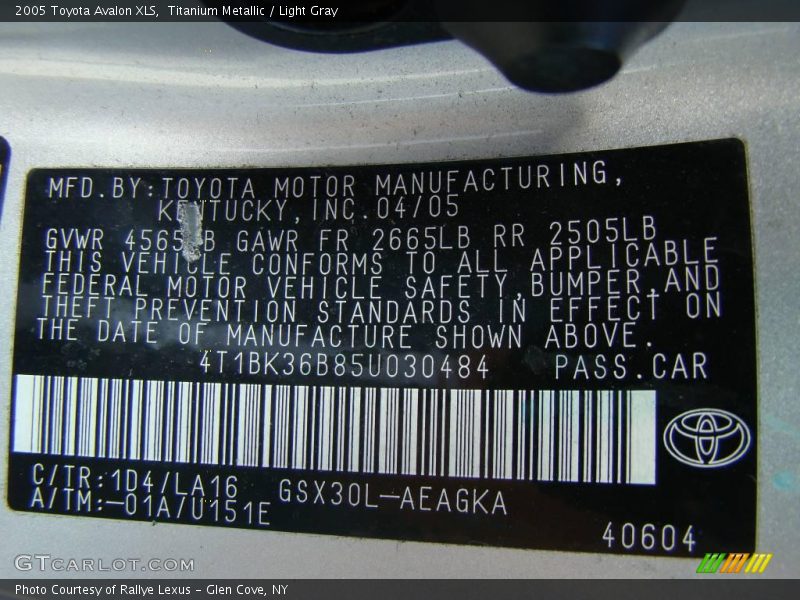 2005 Toyota Avalon XLS,  Titanium Metallic / Light Gray
MFD.BY:TOYOTA MOTOR MANUFACTURING,
KENTUCKY,INC.04/05
GVWR 4565LB GAWR FR 2665LB RR 2505LB
THIS VEHICLE CONFORMS TO ALL APPLICABLE
FEDERAL MOTOR VEHICLE SAFETY,BUMPER,AND
THEFT PREVENTION STANDARDS IN EFFECT ON
THE DATE OF MANUFACTURE SHOWN ABOVE.
4T1BK36B85U030484 PASS.CAR
C/TR:1D4/LA16 GSX30L-AEAGKA
A/TM:-01A/U151E
40604
GTCARLOT.COM
Photo Courtesy of Rallye Lexus - Glen Cove, NY